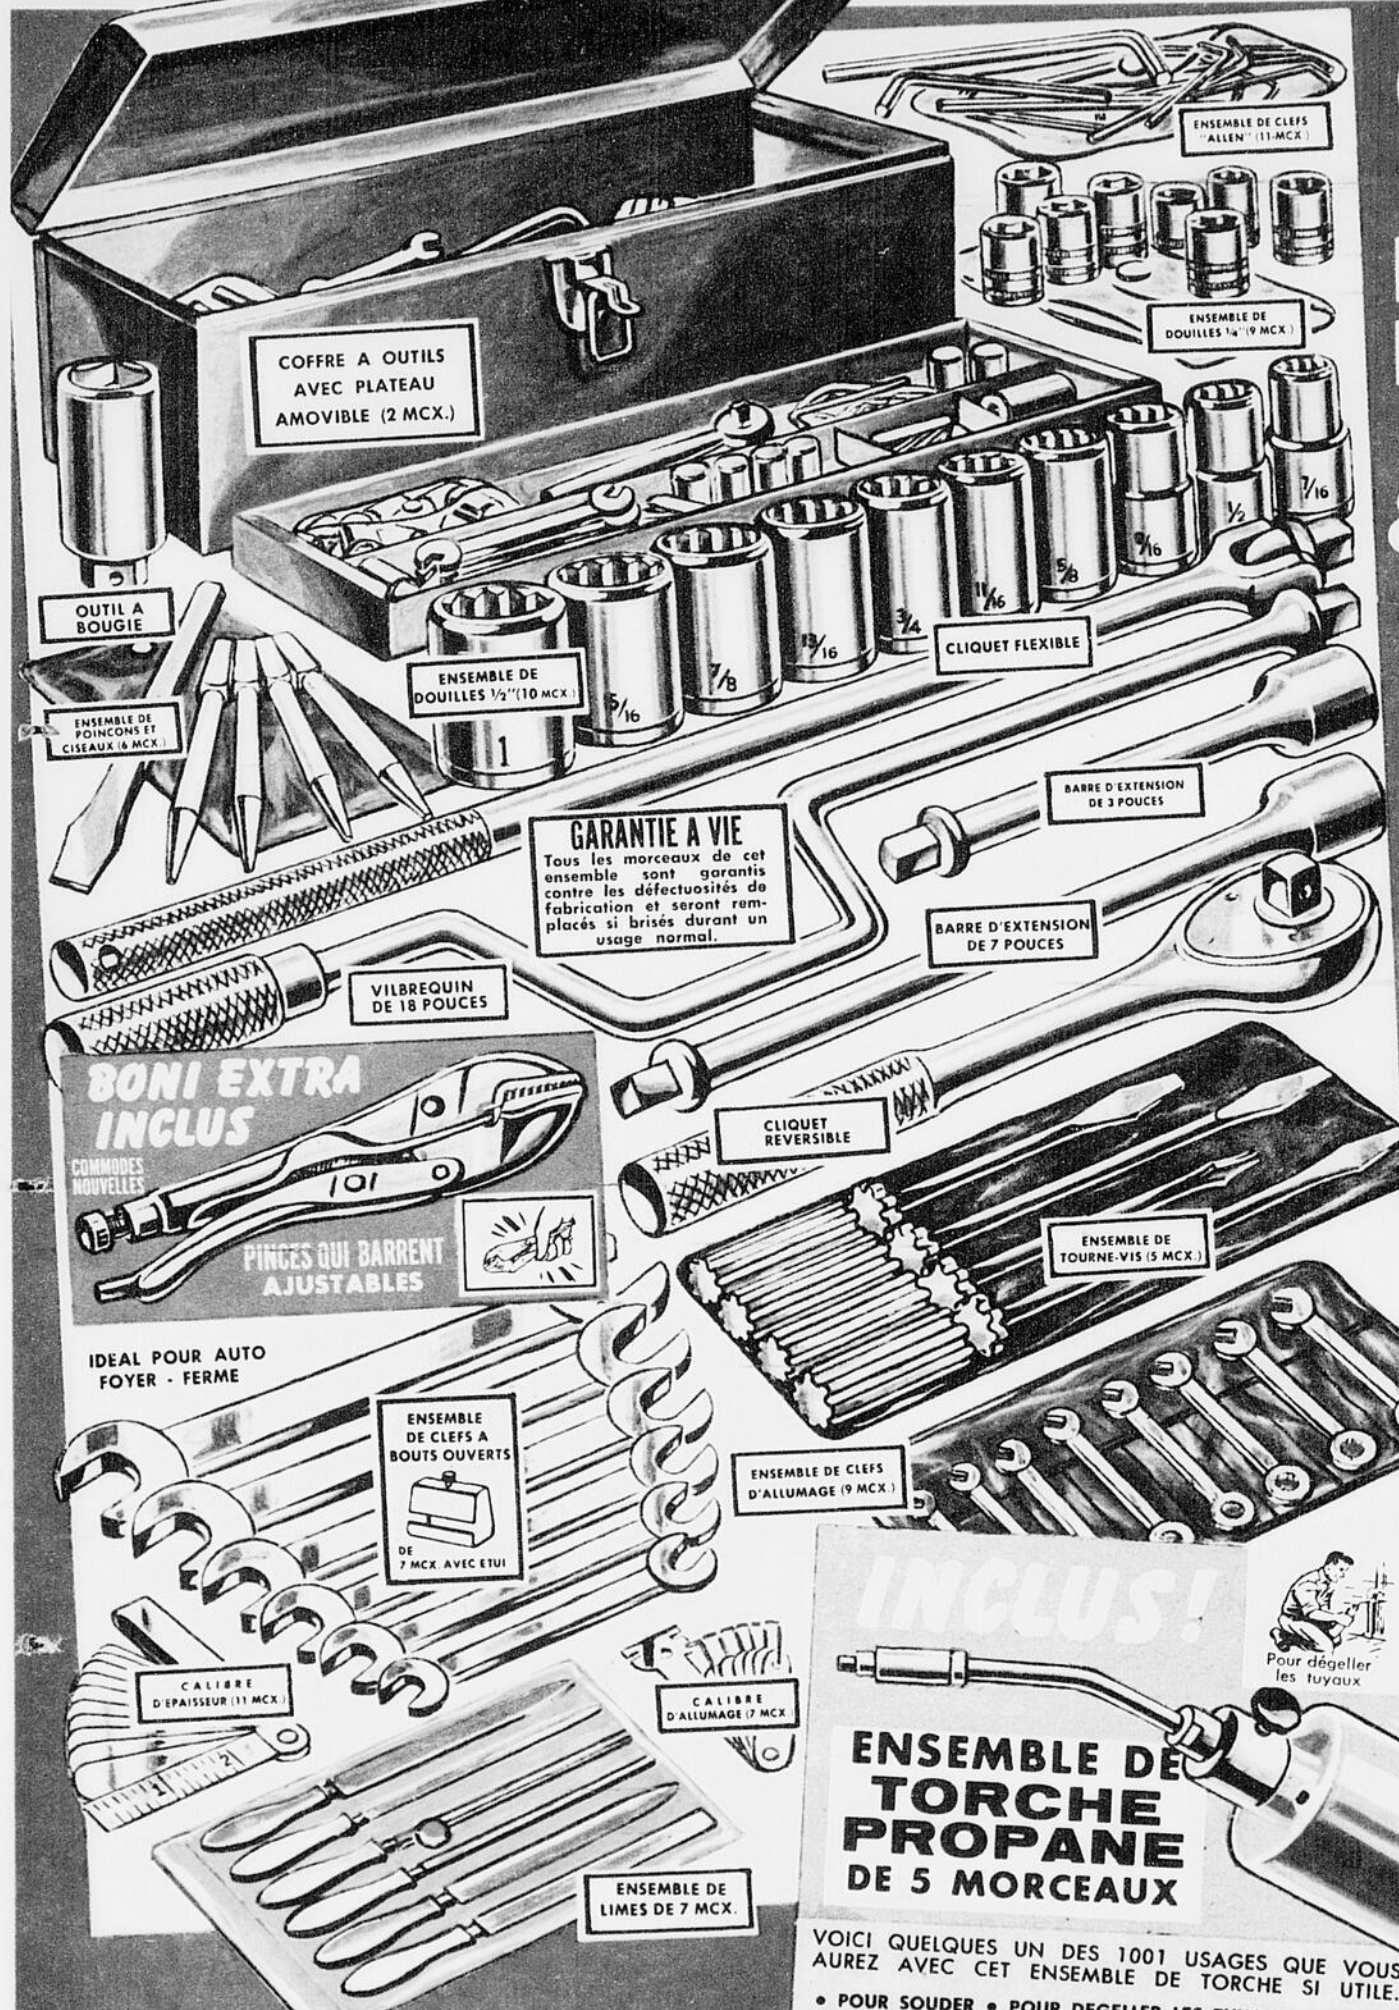 ENSEMBLE DE CLEFS
"ALLEN" (11-MCX.)
ENSEMBLE DE
DOUILLES ¼" (9 MCX.)
COFFRE A OUTILS
AVEC PLATEAU
AMOVIBLE (2 MCX.)
7/16
1/2
9/16
5/8
11/16
3/4
13/16
7/8
15/16
1
OUTIL A
BOUGIE
CLIQUET FLEXIBLE
ENSEMBLE DE
DOUILLES ½" (10 MCX.)
ENSEMBLE DE
POINCONS ET
CISEAUX (6 MCX.)
BARRE D'EXTENSION
DE 3 POUCES
GARANTIE A VIE
Tous les morceaux de cet
ensemble sont garantis
contre les défectuosités de
fabrication et seront rem-
placés si brisés durant un
usage normal.
BARRE D'EXTENSION
DE 7 POUCES
VILBREQUIN
DE 18 POUCES
BONI EXTRA
INCLUS
COMMODES
NOUVELLES
101
PINCES QUI BARRENT
AJUSTABLES
CLIQUET
REVERSIBLE
ENSEMBLE DE
TOURNE-VIS (5 MCX.)
IDEAL POUR AUTO
FOYER - FERME
ENSEMBLE
DE CLEFS A
BOUTS OUVERTS
DE
7 MCX. AVEC ETUI
ENSEMBLE DE CLEFS
D'ALLUMAGE (9 MCX.)
INCLUS!
Pour dégeller
les tuyaux
CALIBRE
D'EPAISSEUR (11 MCX.)
1 2
CALIBRE
D'ALLUMAGE (7 MCX.)
ENSEMBLE DE
TORCHE
PROPANE
DE 5 MORCEAUX
ENSEMBLE DE
LIMES DE 7 MCX.
VOICI QUELQUES UN DES 1001 USAGES QUE VOUS
AUREZ AVEC CET ENSEMBLE DE TORCHE SI UTILE.
• POUR SOUDER • POUR DEGELLER LES